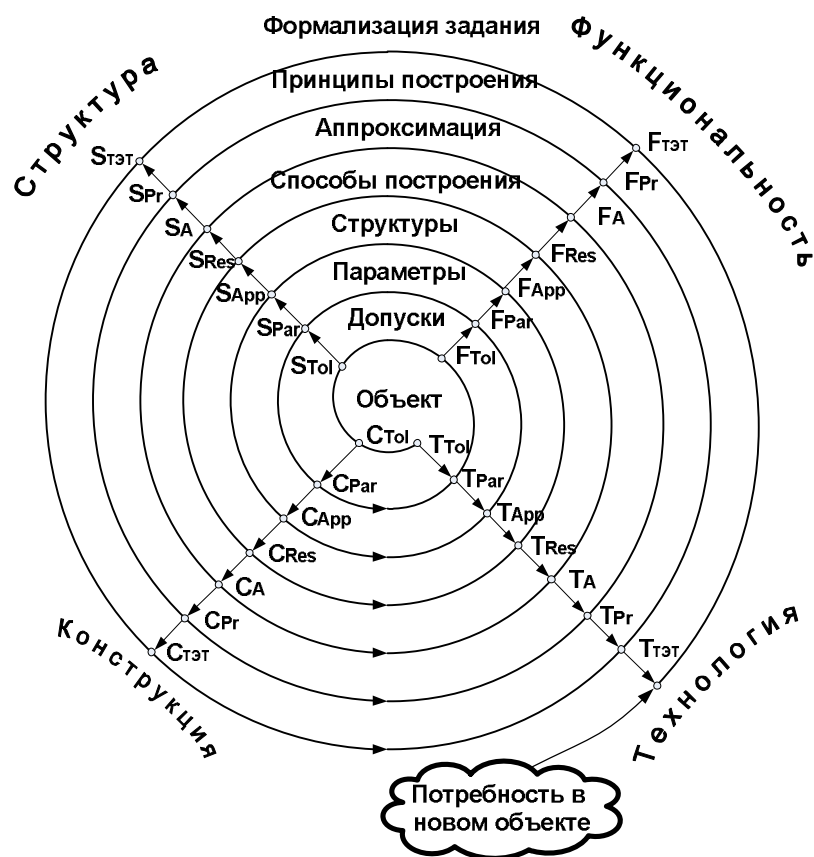 Формализация задания
Функциональность
Структура
Принципы построения
Аппроксимация
Способы построения
Структуры
Параметры
Допуски
Объект
SТЭТ
SPr
SA
SRes
SApp
SPar
STol
FТЭТ
FPr
FA
FRes
FApp
FPar
FTol
CTol
CPar
CApp
CRes
CA
CPr
CТЭТ
TTol
TPar
TApp
TRes
TA
TPr
TТЭТ
Конструкция
Технология
Потребность в
новом объекте